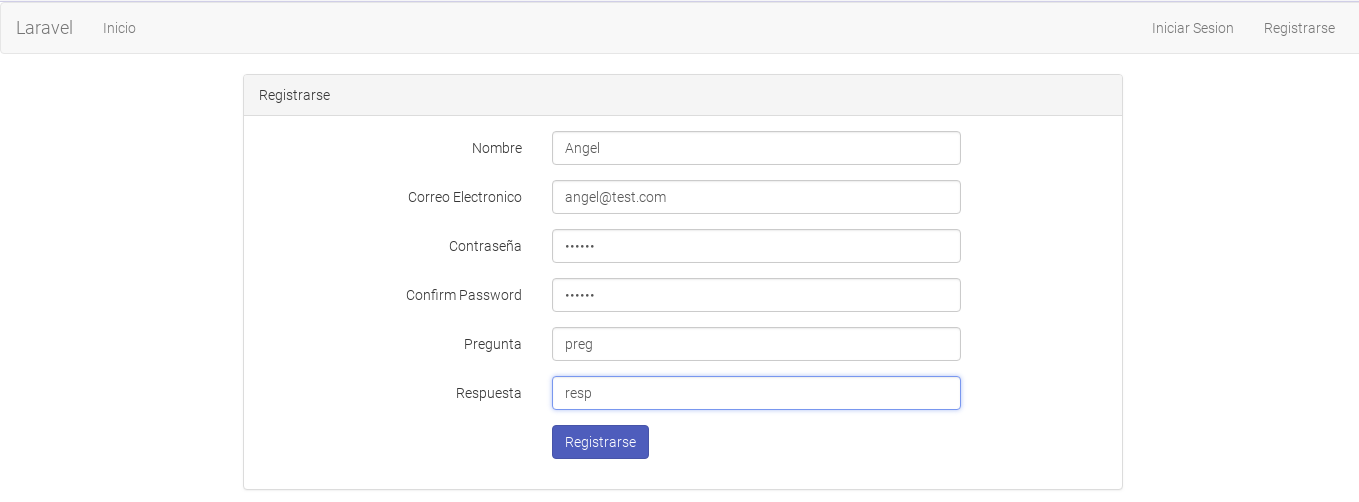 Laravel Inicio Iniciar Sesion Registrarse
Registrarse
Nombre Angel
Correo Electronico angel@test.com
Contraseña ••••••
Confirm Password ••••••
Pregunta preg
Respuesta resp
Registrarse